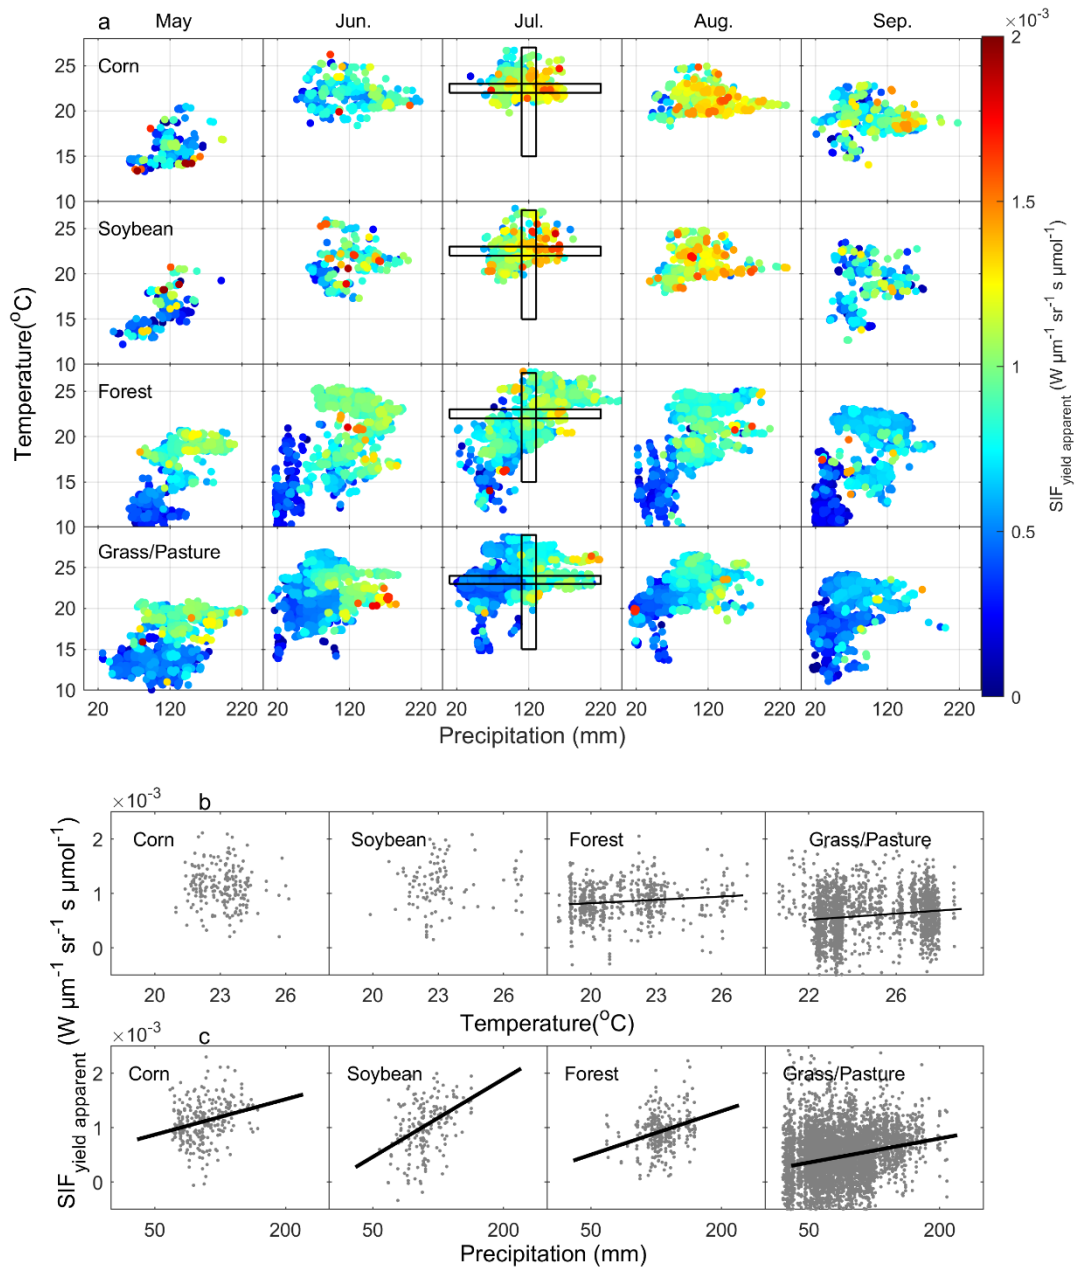 a May Jun. Jul. Aug. Sep. ×10⁻³
Corn
25
20
15
10
Soybean
25
20
15
10
Forest
25
20
15
10
Grass/Pasture
25
20
15
10
Temperature(°C)
20 120 220 20 120 220 20 120 220 20 120 220 20 120 220
Precipitation (mm)
2
1.5
1
0.5
0
SIFyield apparent (W μm⁻¹ sr⁻¹ s μmol⁻¹)
×10⁻³ b
2
1
0
Corn Soybean Forest Grass/Pasture
20 23 26 20 23 26 20 23 26 22 26
Temperature(°C)
×10⁻³ c
2
1
0
Corn Soybean Forest Grass/Pasture
50 200 50 200 50 200 50 200
Precipitation (mm)
SIFyield apparent (W μm⁻¹ sr⁻¹ s μmol⁻¹)